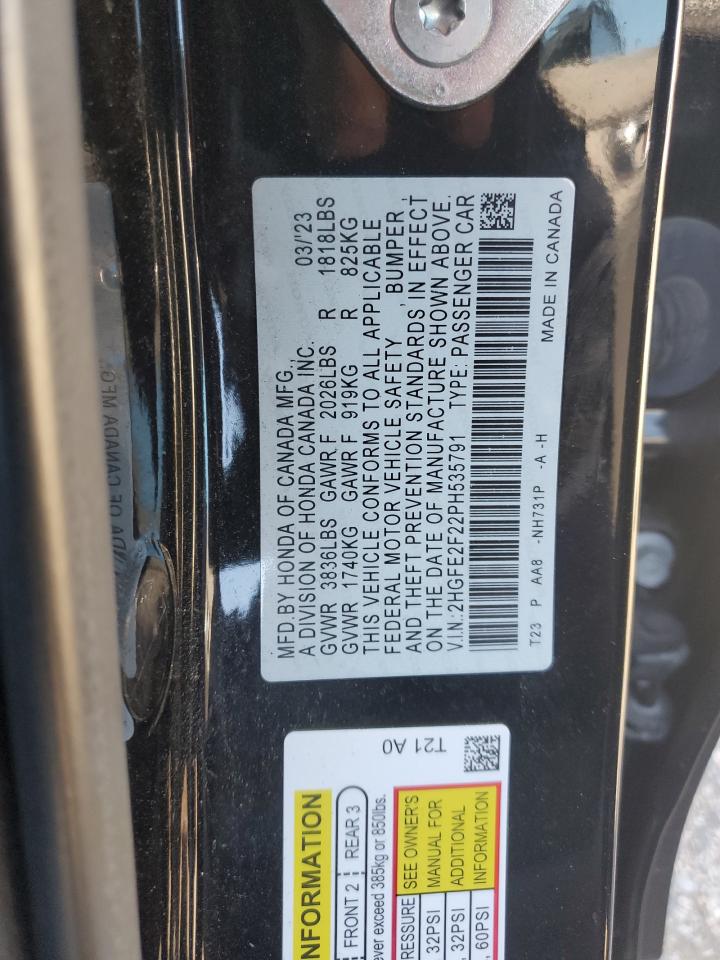 MFD.BY HONDA OF CANADA MFG., 03/'23
A DIVISION OF HONDA CANADA INC.
GVWR 3836LBS GAWR F 2026LBS R 1818LBS
GVWR 1740KG GAWR F 919KG R 825KG
THIS VEHICLE CONFORMS TO ALL APPLICABLE
FEDERAL MOTOR VEHICLE SAFETY, BUMPER,
AND THEFT PREVENTION STANDARDS IN EFFECT
ON THE DATE OF MANUFACTURE SHOWN ABOVE.
V.I.N.: 2HGFE2F22PH535791 TYPE: PASSENGER CAR
T23 P AA8 -NH731P -A -H
MADE IN CANADA
T21 A0
NFORMATION
FRONT 2 REAR 3
ever exceed 385kg or 850lbs.
RESSURE SEE OWNER'S
32PSI MANUAL FOR
, 32PSI ADDITIONAL
, 60PSI INFORMATION